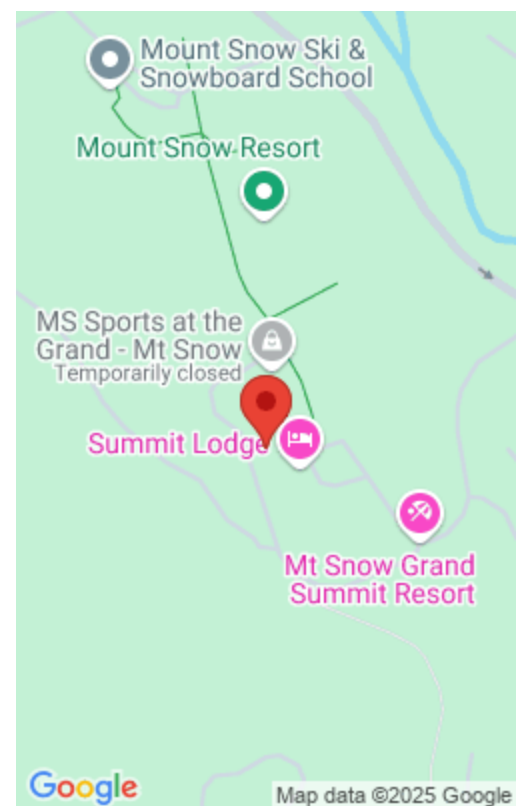 Mount Snow Ski &
Snowboard School
Mount Snow Resort
MS Sports at the
Grand - Mt Snow
Temporarily closed
Summit Lodge
Mt Snow Grand
Summit Resort
Google
Map data ©2025 Google